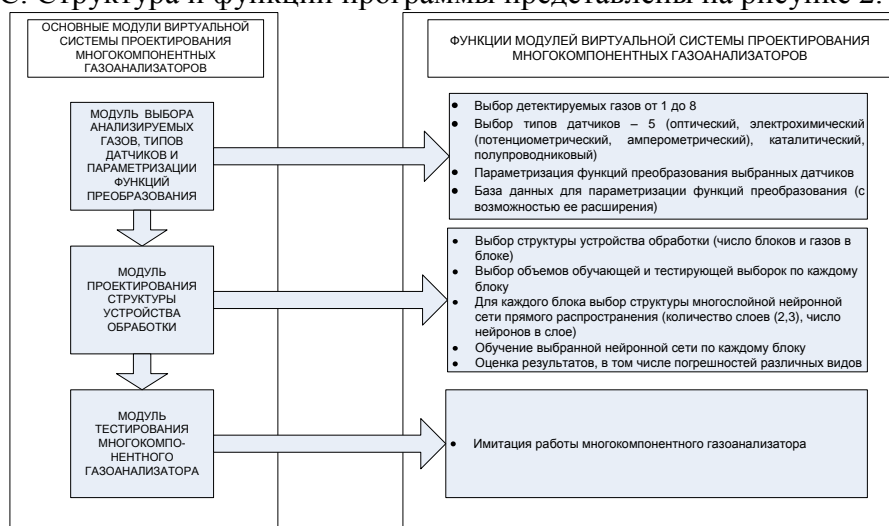 С. Структура и функции программы представлены на рисунке 2.
ОСНОВНЫЕ МОДУЛИ ВИРТУАЛЬНОЙ
СИСТЕМЫ ПРОЕКТИРОВАНИЯ
МНОГОКОМПОНЕНТНЫХ
ГАЗОАНАЛИЗАТОРОВ
ФУНКЦИИ МОДУЛЕЙ ВИРТУАЛЬНОЙ СИСТЕМЫ ПРОЕКТИРОВАНИЯ
МНОГОКОМПОНЕНТНЫХ ГАЗОАНАЛИЗАТОРОВ
МОДУЛЬ ВЫБОРА
АНАЛИЗИРУЕМЫХ
ГАЗОВ, ТИПОВ
ДАТЧИКОВ И
ПАРАМЕТРИЗАЦИИ
ФУНКЦИЙ
ПРЕОБРАЗОВАНИЯ
• Выбор детектируемых газов от 1 до 8
• Выбор типов датчиков – 5 (оптический, электрохимический
(потенциометрический, амперометрический), каталитический,
полупроводниковый)
• Параметризация функций преобразования выбранных датчиков
• База данных для параметризации функций преобразования (с
возможностью ее расширения)
МОДУЛЬ
ПРОЕКТИРОВАНИЯ
СТРУКТУРЫ
УСТРОЙСТВА
ОБРАБОТКИ
• Выбор структуры устройства обработки (число блоков и газов в
блоке)
• Выбор объемов обучающей и тестирующей выборок по каждому
блоку
• Для каждого блока выбор структуры многослойной нейронной
сети прямого распространения (количество слоев (2,3), число
нейронов в слое)
• Обучение выбранной нейронной сети по каждому блоку
• Оценка результатов, в том числе погрешностей различных видов
МОДУЛЬ
ТЕСТИРОВАНИЯ
МНОГОКОМПО-
НЕНТНОГО
ГАЗОАНАЛИЗАТОРА
• Имитация работы многокомпонентного газоанализатора